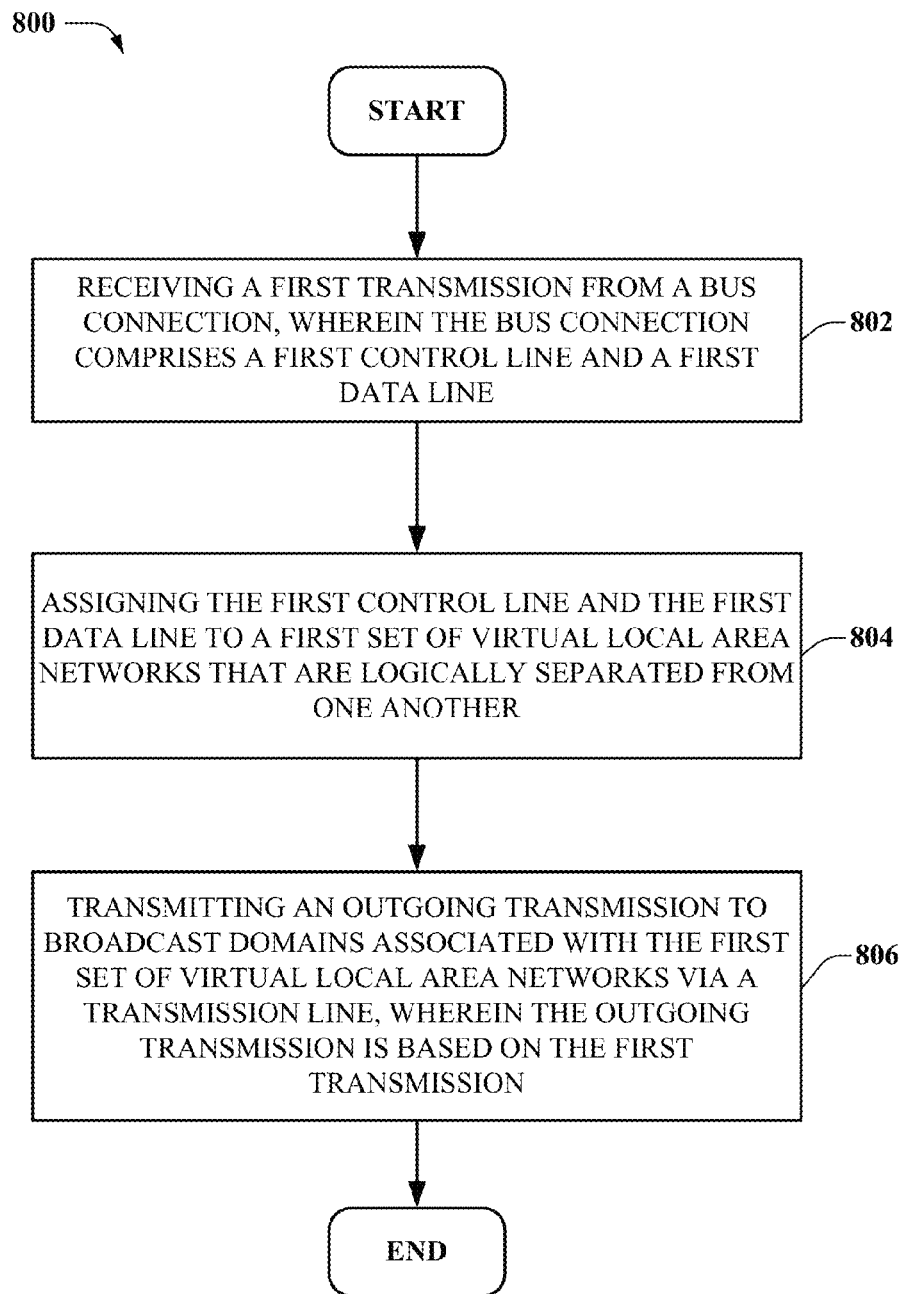 800
START
RECEIVING A FIRST TRANSMISSION FROM A BUS
CONNECTION, WHEREIN THE BUS CONNECTION
COMPRISES A FIRST CONTROL LINE AND A FIRST
DATA LINE
802
ASSIGNING THE FIRST CONTROL LINE AND THE FIRST
DATA LINE TO A FIRST SET OF VIRTUAL LOCAL AREA
NETWORKS THAT ARE LOGICALLY SEPARATED FROM
ONE ANOTHER
804
TRANSMITTING AN OUTGOING TRANSMISSION TO
BROADCAST DOMAINS ASSOCIATED WITH THE FIRST
SET OF VIRTUAL LOCAL AREA NETWORKS VIA A
TRANSMISSION LINE, WHEREIN THE OUTGOING
TRANSMISSION IS BASED ON THE FIRST
TRANSMISSION
806
END